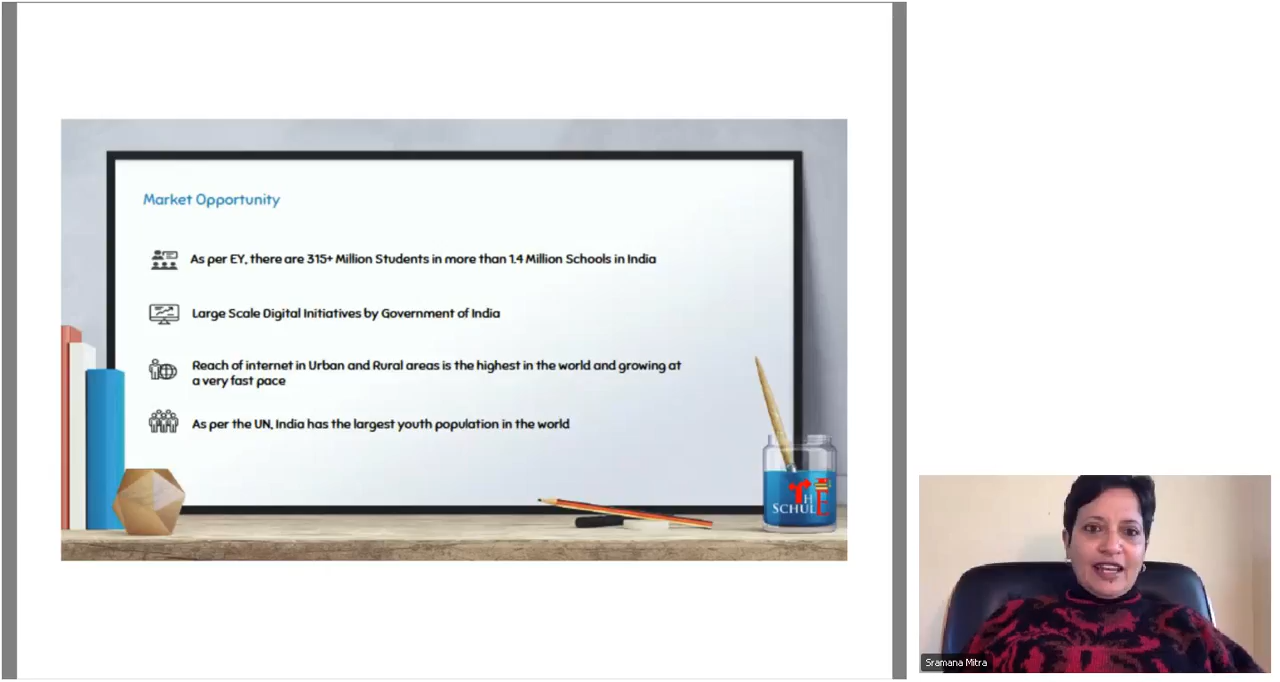 Market Opportunity
As per EY, there are 315+ Million Students in more than 1.4 Million Schools in India
Large Scale Digital Initiatives by Government of India
Reach of internet in Urban and Rural areas is the highest in the world and growing at
a very fast pace
As per the UN, India has the largest youth population in the world
TH
SCHULE
Sramana Mitra